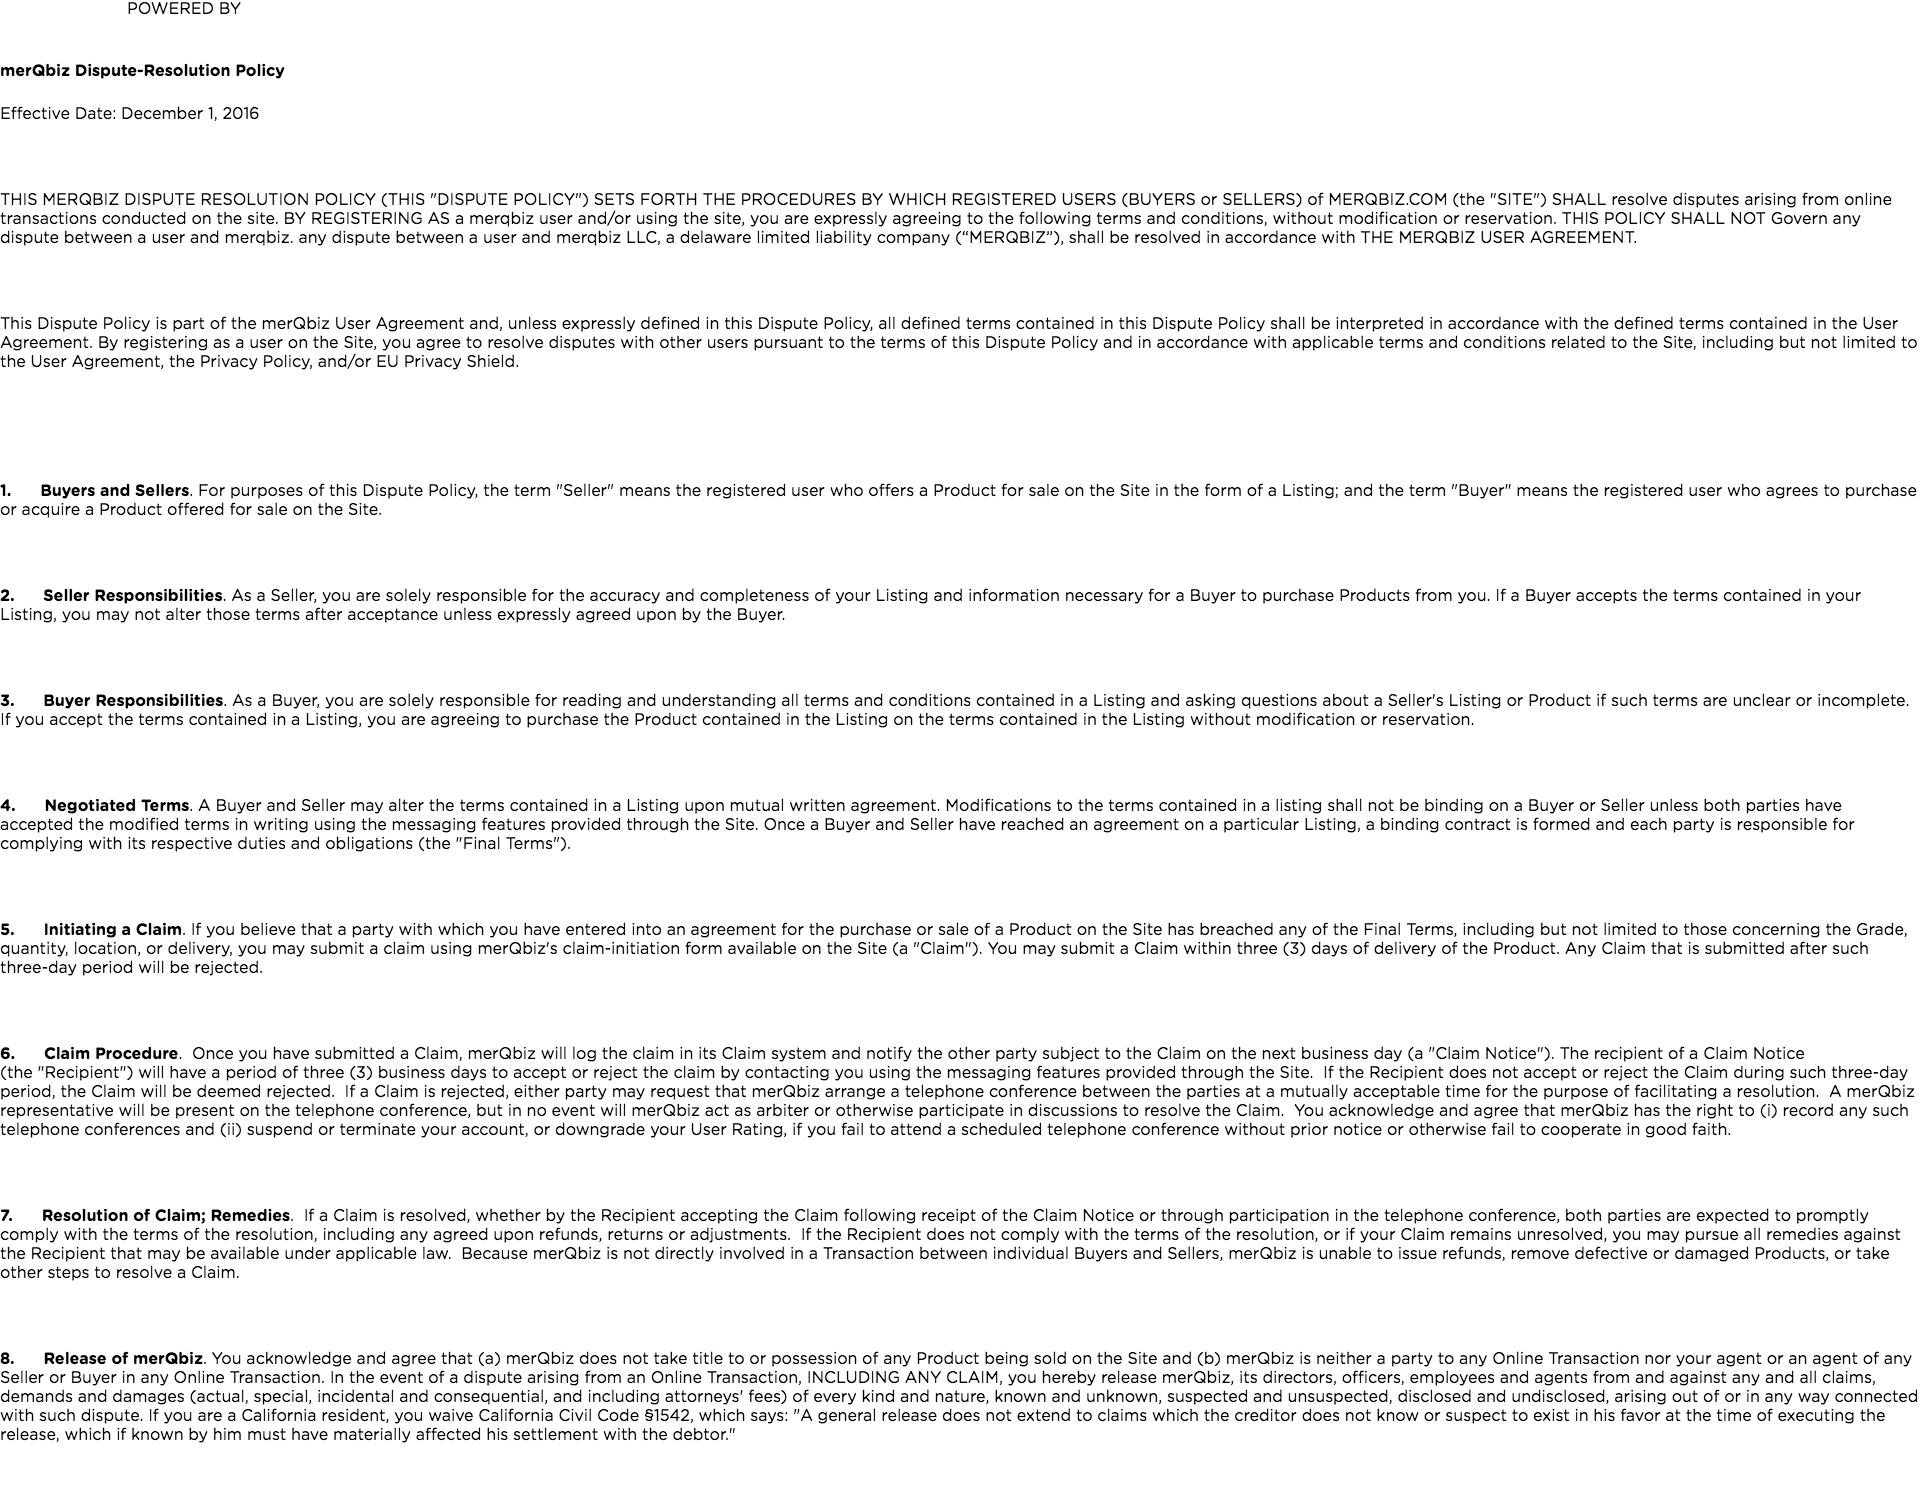 POWERED BY
merQbiz Dispute-Resolution Policy
Effective Date: December 1, 2016
THIS MERQBIZ DISPUTE RESOLUTION POLICY (THIS "DISPUTE POLICY") SETS FORTH THE PROCEDURES BY WHICH REGISTERED USERS (BUYERS or SELLERS) of MERQBIZ.COM (the "SITE") SHALL resolve disputes arising from online
transactions conducted on the site. BY REGISTERING AS a merqbiz user and/or using the site, you are expressly agreeing to the following terms and conditions, without modification or reservation. THIS POLICY SHALL NOT Govern any
dispute between a user and merqbiz. any dispute between a user and merqbiz LLC, a delaware limited liability company (“MERQBIZ”), shall be resolved in accordance with THE MERQBIZ USER AGREEMENT.
This Dispute Policy is part of the merQbiz User Agreement and, unless expressly defined in this Dispute Policy, all defined terms contained in this Dispute Policy shall be interpreted in accordance with the defined terms contained in the User
Agreement. By registering as a user on the Site, you agree to resolve disputes with other users pursuant to the terms of this Dispute Policy and in accordance with applicable terms and conditions related to the Site, including but not limited to
the User Agreement, the Privacy Policy, and/or EU Privacy Shield.
1. Buyers and Sellers. For purposes of this Dispute Policy, the term "Seller" means the registered user who offers a Product for sale on the Site in the form of a Listing; and the term "Buyer" means the registered user who agrees to purchase
or acquire a Product offered for sale on the Site.
2. Seller Responsibilities. As a Seller, you are solely responsible for the accuracy and completeness of your Listing and information necessary for a Buyer to purchase Products from you. If a Buyer accepts the terms contained in your
Listing, you may not alter those terms after acceptance unless expressly agreed upon by the Buyer.
3. Buyer Responsibilities. As a Buyer, you are solely responsible for reading and understanding all terms and conditions contained in a Listing and asking questions about a Seller's Listing or Product if such terms are unclear or incomplete.
If you accept the terms contained in a Listing, you are agreeing to purchase the Product contained in the Listing on the terms contained in the Listing without modification or reservation.
4. Negotiated Terms. A Buyer and Seller may alter the terms contained in a Listing upon mutual written agreement. Modifications to the terms contained in a listing shall not be binding on a Buyer or Seller unless both parties have
accepted the modified terms in writing using the messaging features provided through the Site. Once a Buyer and Seller have reached an agreement on a particular Listing, a binding contract is formed and each party is responsible for
complying with its respective duties and obligations (the "Final Terms").
5. Initiating a Claim. If you believe that a party with which you have entered into an agreement for the purchase or sale of a Product on the Site has breached any of the Final Terms, including but not limited to those concerning the Grade,
quantity, location, or delivery, you may submit a claim using merQbiz's claim-initiation form available on the Site (a "Claim"). You may submit a Claim within three (3) days of delivery of the Product. Any Claim that is submitted after such
three-day period will be rejected.
6. Claim Procedure. Once you have submitted a Claim, merQbiz will log the claim in its Claim system and notify the other party subject to the Claim on the next business day (a "Claim Notice"). The recipient of a Claim Notice
(the "Recipient") will have a period of three (3) business days to accept or reject the claim by contacting you using the messaging features provided through the Site. If the Recipient does not accept or reject the Claim during such three-day
period, the Claim will be deemed rejected. If a Claim is rejected, either party may request that merQbiz arrange a telephone conference between the parties at a mutually acceptable time for the purpose of facilitating a resolution. A merQbiz
representative will be present on the telephone conference, but in no event will merQbiz act as arbiter or otherwise participate in discussions to resolve the Claim. You acknowledge and agree that merQbiz has the right to (i) record any such
telephone conferences and (ii) suspend or terminate your account, or downgrade your User Rating, if you fail to attend a scheduled telephone conference without prior notice or otherwise fail to cooperate in good faith.
7. Resolution of Claim; Remedies. If a Claim is resolved, whether by the Recipient accepting the Claim following receipt of the Claim Notice or through participation in the telephone conference, both parties are expected to promptly
comply with the terms of the resolution, including any agreed upon refunds, returns or adjustments. If the Recipient does not comply with the terms of the resolution, or if your Claim remains unresolved, you may pursue all remedies against
the Recipient that may be available under applicable law. Because merQbiz is not directly involved in a Transaction between individual Buyers and Sellers, merQbiz is unable to issue refunds, remove defective or damaged Products, or take
other steps to resolve a Claim.
8. Release of merQbiz. You acknowledge and agree that (a) merQbiz does not take title to or possession of any Product being sold on the Site and (b) merQbiz is neither a party to any Online Transaction nor your agent or an agent of any
Seller or Buyer in any Online Transaction. In the event of a dispute arising from an Online Transaction, INCLUDING ANY CLAIM, you hereby release merQbiz, its directors, officers, employees and agents from and against any and all claims,
demands and damages (actual, special, incidental and consequential, and including attorneys' fees) of every kind and nature, known and unknown, suspected and unsuspected, disclosed and undisclosed, arising out of or in any way connected
with such dispute. If you are a California resident, you waive California Civil Code §1542, which says: "A general release does not extend to claims which the creditor does not know or suspect to exist in his favor at the time of executing the
release, which if known by him must have materially affected his settlement with the debtor."